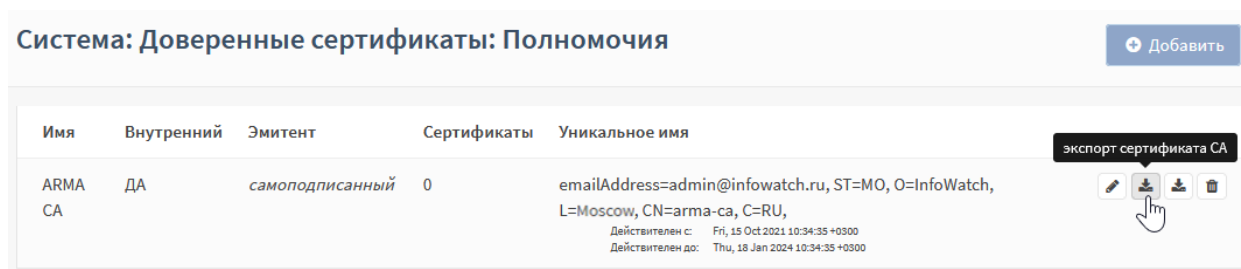 Система: Доверенные сертификаты: Полномочия
Добавить
Имя Внутренний Эмитент Сертификаты Уникальное имя
экспорт сертификата CA
ARMA CA ДА самоподписанный 0 emailAddress=admin@infowatch.ru, ST=MO, O=InfoWatch,
L=Moscow, CN=arma-ca, C=RU,
Действителен с: Fri, 15 Oct 2021 10:34:35 +0300
Действителен до: Thu, 18 Jan 2024 10:34:35 +0300